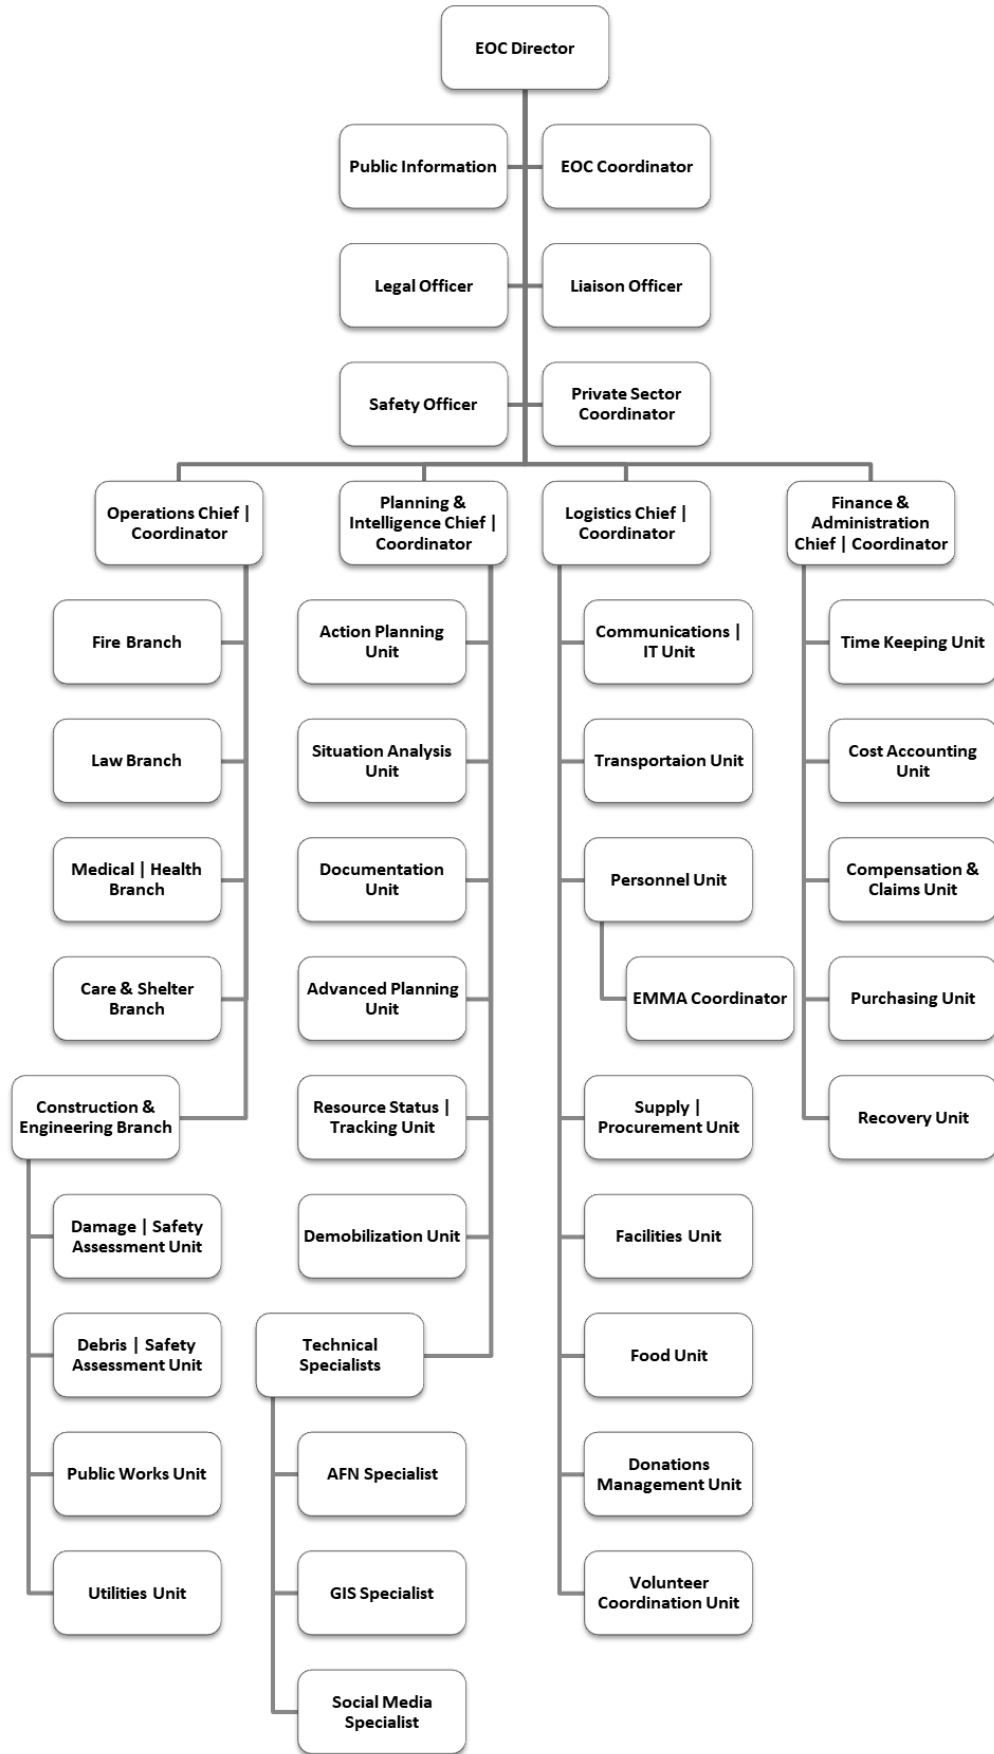 EOC Director
Public Information
EOC Coordinator
Legal Officer
Liaison Officer
Safety Officer
Private Sector
Coordinator
Operations Chief |
Coordinator
Planning &
Intelligence Chief |
Coordinator
Logistics Chief |
Coordinator
Finance &
Administration
Chief | Coordinator
Fire Branch
Law Branch
Medical | Health
Branch
Care & Shelter
Branch
Construction &
Engineering Branch
Damage | Safety
Assessment Unit
Debris | Safety
Assessment Unit
Public Works Unit
Utilities Unit
Action Planning
Unit
Situation Analysis
Unit
Documentation
Unit
Advanced Planning
Unit
Resource Status |
Tracking Unit
Demobilization Unit
Technical
Specialists
AFN Specialist
GIS Specialist
Social Media
Specialist
Communications |
IT Unit
Transportaion Unit
Personnel Unit
EMMA Coordinator
Supply |
Procurement Unit
Facilities Unit
Food Unit
Donations
Management Unit
Volunteer
Coordination Unit
Time Keeping Unit
Cost Accounting
Unit
Compensation &
Claims Unit
Purchasing Unit
Recovery Unit